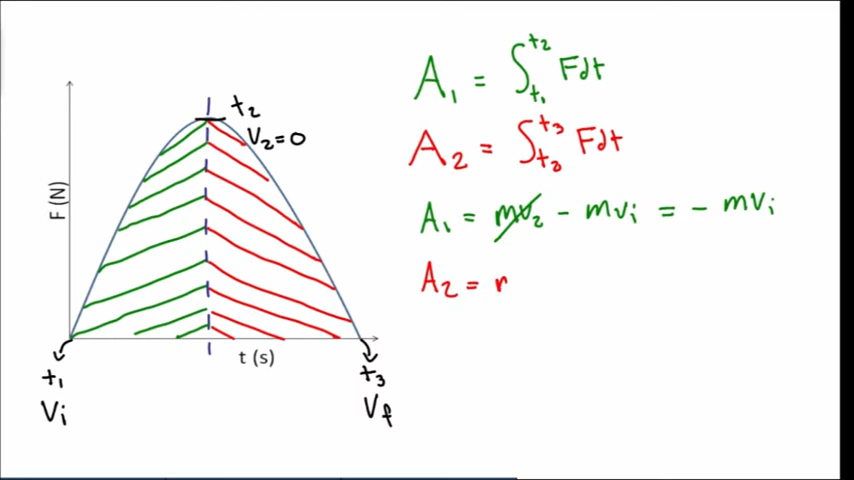 t₂
V₂=0
F (N)
t (s)
t₁
Vᵢ
t₃
V_f
A₁ = ∫_{t₁}^{t₂} Fdt
A₂ = ∫_{t₂}^{t₃} Fdt
A₁ = mv₂ - mvᵢ = - mvᵢ
A₂ = r